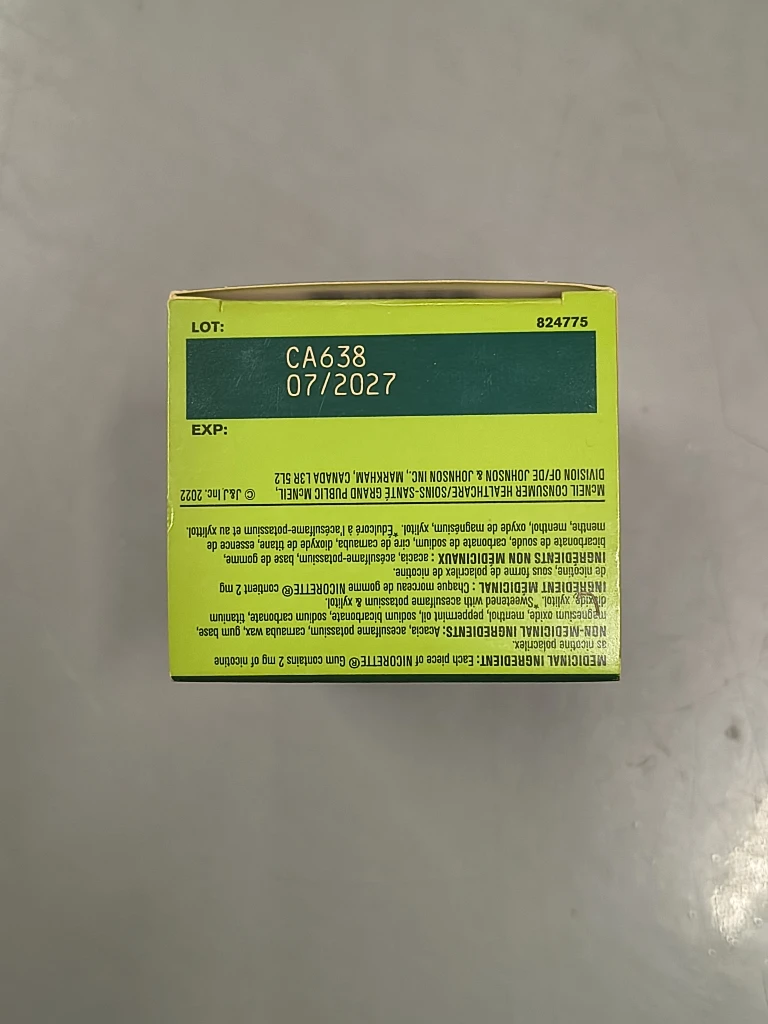 LOT:
824775
CA638
07/2027
EXP:
MEDICINAL INGREDIENT: Each piece of NICORETTE® Gum contains 2 mg of nicotine
as nicotine polacrilex.
NON-MEDICINAL INGREDIENTS: Acacia, acesulfame potassium, carnauba wax, gum base,
magnesium oxide, menthol, peppermint oil, sodium bicarbonate, sodium carbonate, titanium
dioxide, xylitol. *Sweetened with acesulfame potassium & xylitol.
INGRÉDIENT MÉDICINAL : Chaque morceau de gomme NICORETTE® contient 2 mg
de nicotine, sous forme de polacrilex de nicotine.
INGRÉDIENTS NON MÉDICINAUX : acacia, acésulfame-potassium, base de gomme,
bicarbonate de soude, carbonate de sodium, cire de carnauba, dioxyde de titane, essence de
menthe, menthol, oxyde de magnésium, xylitol. *Édulcoré à l'acésulfame-potassium et au xylitol.
McNEIL CONSUMER HEALTHCARE/SOINS-SANTÉ GRAND PUBLIC McNEIL, © J&J Inc. 2022
DIVISION OF/DE JOHNSON & JOHNSON INC., MARKHAM, CANADA L3R 5L2